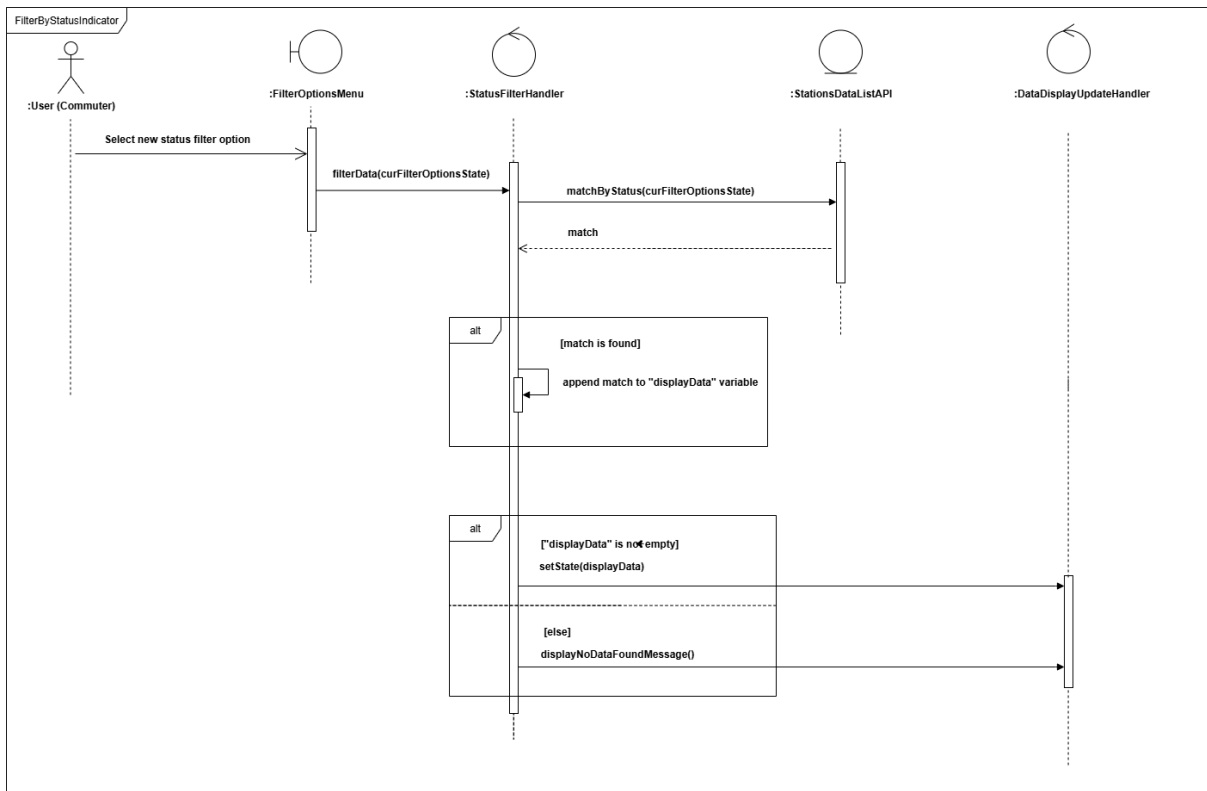 FilterByStatusIndicator
:User (Commuter)
:FilterOptionsMenu
:StatusFilterHandler
:StationsDataListAPI
:DataDisplayUpdateHandler
Select new status filter option
filterData(curFilterOptionsState)
matchByStatus(curFilterOptionsState)
match
alt
[match is found]
append match to "displayData" variable
alt
["displayData" is not empty]
setState(displayData)
[else]
displayNoDataFoundMessage()